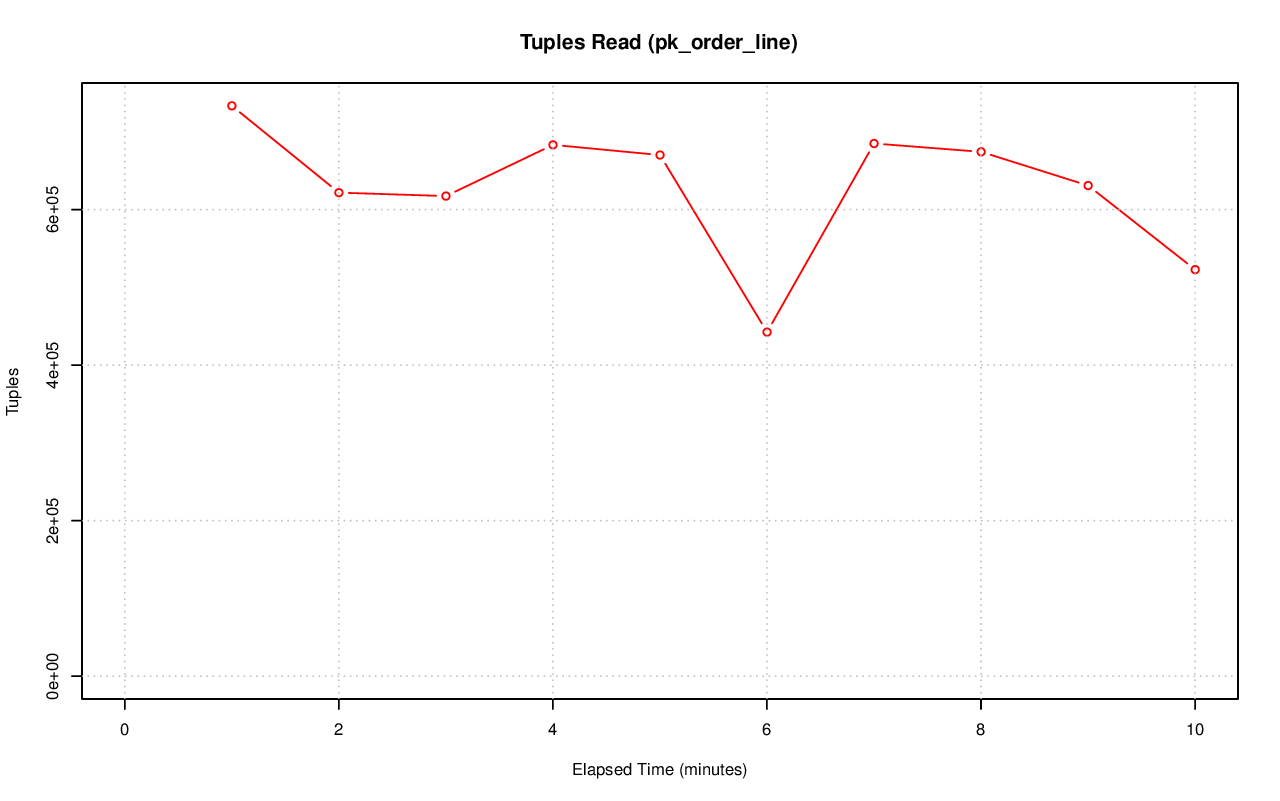 Tuples Read (pk_order_line)
Tuples
6e+05
4e+05
2e+05
0e+00
0 2 4 6 8 10
Elapsed Time (minutes)